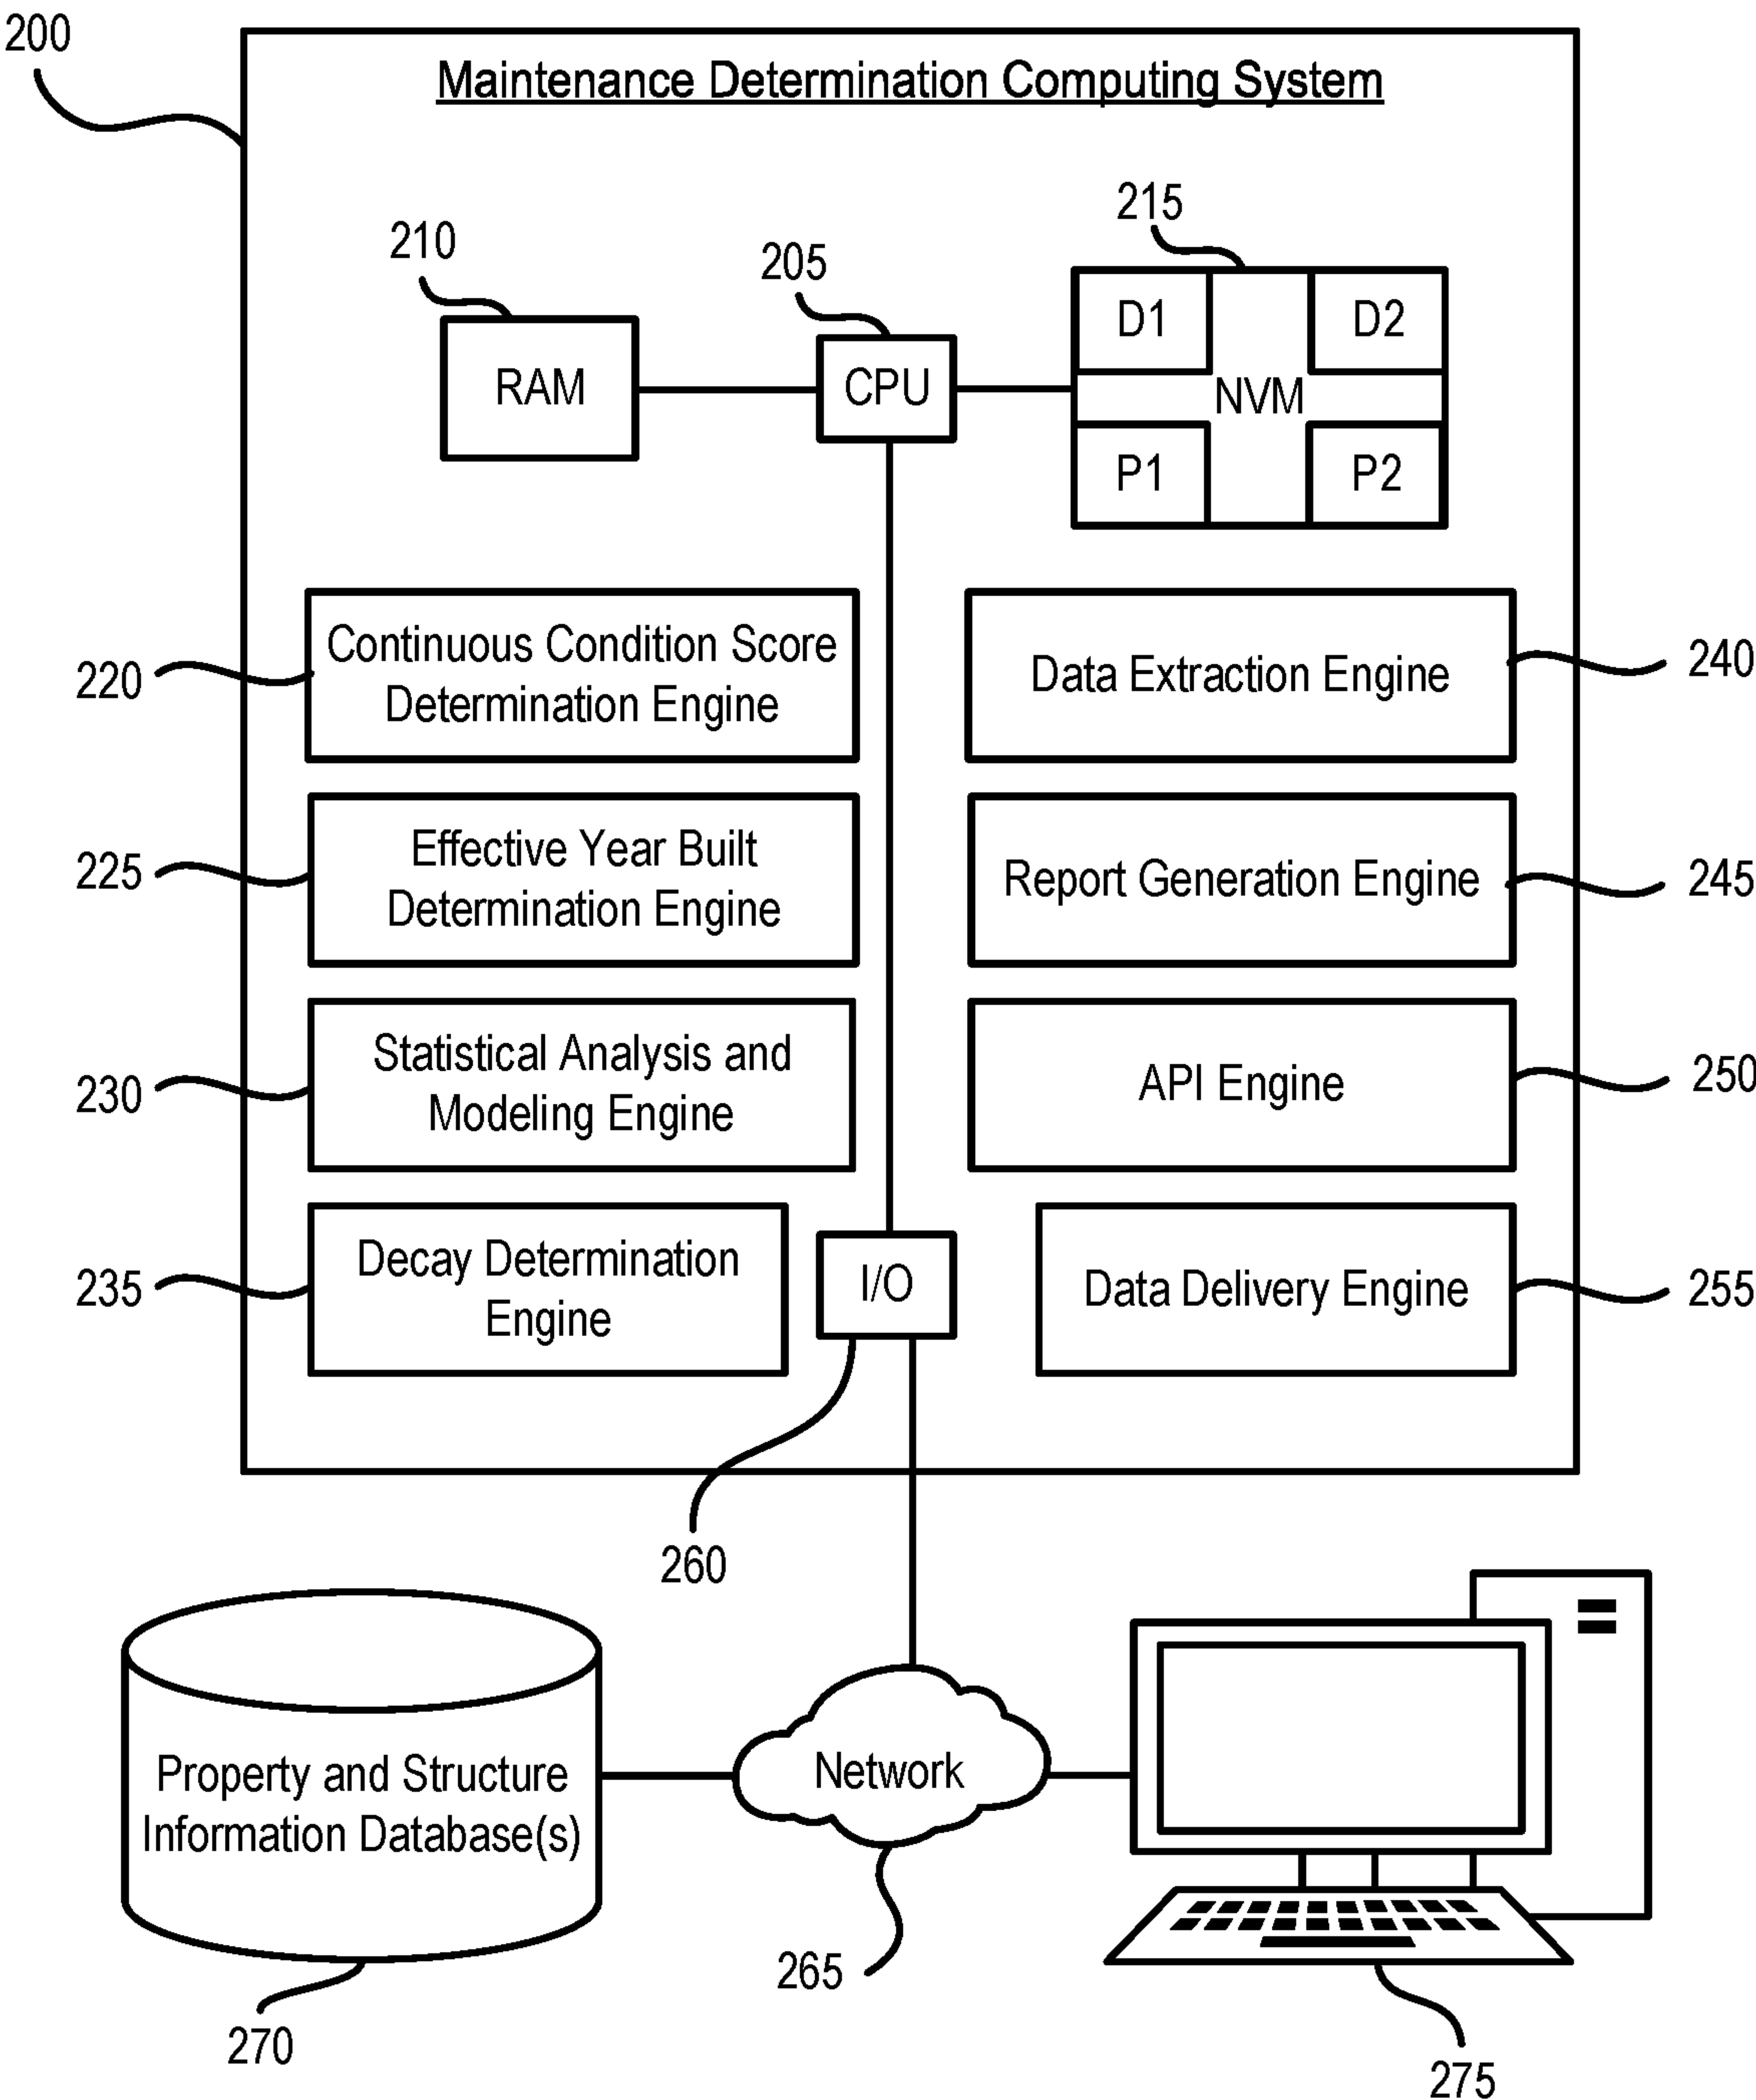 200
Maintenance Determination Computing System
215
210
205
D1
D2
RAM
CPU
NVM
P1
P2
Continuous Condition Score
Determination Engine
220
Data Extraction Engine
240
Effective Year Built
Determination Engine
225
Report Generation Engine
245
Statistical Analysis and
Modeling Engine
230
API Engine
250
Decay Determination
Engine
235
I/O
Data Delivery Engine
255
260
Property and Structure
Information Database(s)
Network
265
270
275